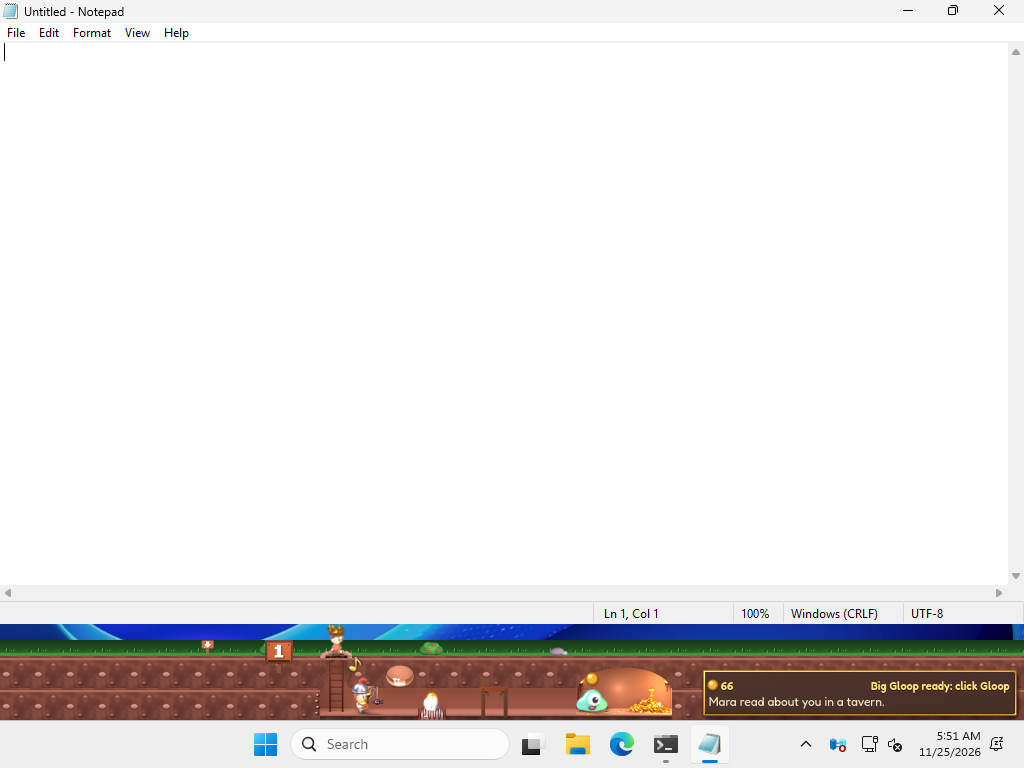 Untitled - Notepad
File Edit Format View Help
Ln 1, Col 1 100% Windows (CRLF) UTF-8
1
66 Big Gloop ready: click Gloop
Mara read about you in a tavern.
Search
5:51 AM
11/25/2026